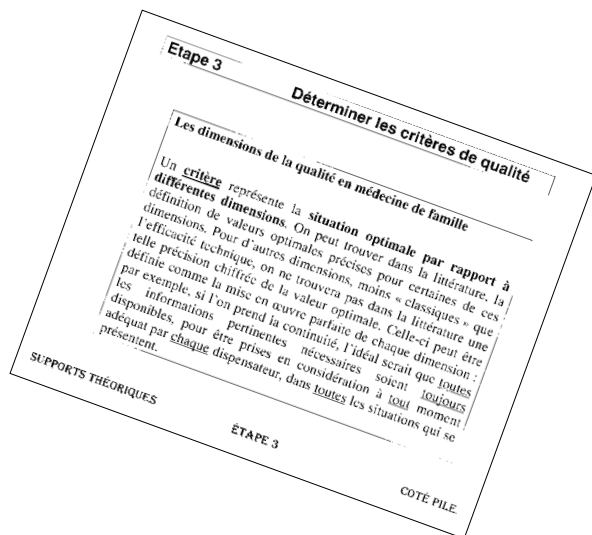 Etape 3
Déterminer les critères de qualité
Les dimensions de la qualité en médecine de famille
Un critère représente la situation optimale par rapport à
différentes dimensions. On peut trouver dans la littérature, la
définition de valeurs optimales précises pour certaines de ces
dimensions. Pour d'autres dimensions, moins « classiques » que
l'efficacité technique, on ne trouvera pas dans la littérature une
telle précision chiffrée de la valeur optimale. Celle-ci peut être
définie comme la mise en œuvre parfaite de chaque dimension :
par exemple, si l'on prend la continuité, l'idéal serait que toutes
les informations pertinentes nécessaires soient toujours
disponibles, pour être prises en considération à tout moment
adéquat par chaque dispensateur, dans toutes les situations qui se
présentent.
SUPPORTS THÉORIQUES
ÉTAPE 3
COTÉ PILE